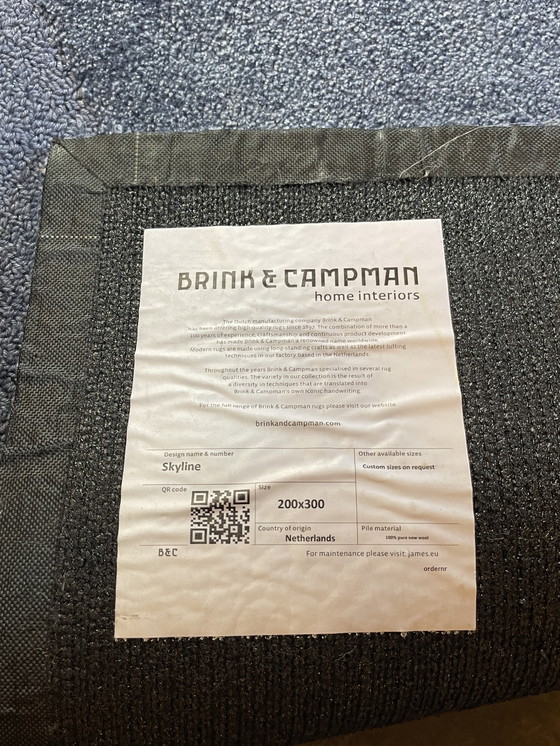 BRINK & CAMPMAN
home interiors
The Dutch manufacturing company Brink & Campman
has been offering high quality rugs since 1897. The combination of more than a
100 years of experience, craftsmanship and continuous product development
has made Brink & Campman a renowned name worldwide.
Modern rugs are made using long-standing crafts as well as the latest tufting
techniques in our factory based in the Netherlands.
Throughout the years Brink & Campman specialised in several rug
qualities. The variety in our collection is the result of
a diversity in techniques that are translated into
Brink & Campman's own iconic handwriting.
For the full range of Brink & Campman rugs please visit our website.
brinkandcampman.com
Design name & number
Skyline
Other available sizes
Custom sizes on request
QR code
Size
200x300
Country of origin
Netherlands
Pile material
100% pure new wool
B&C
For maintenance please visit: james.eu
ordernr